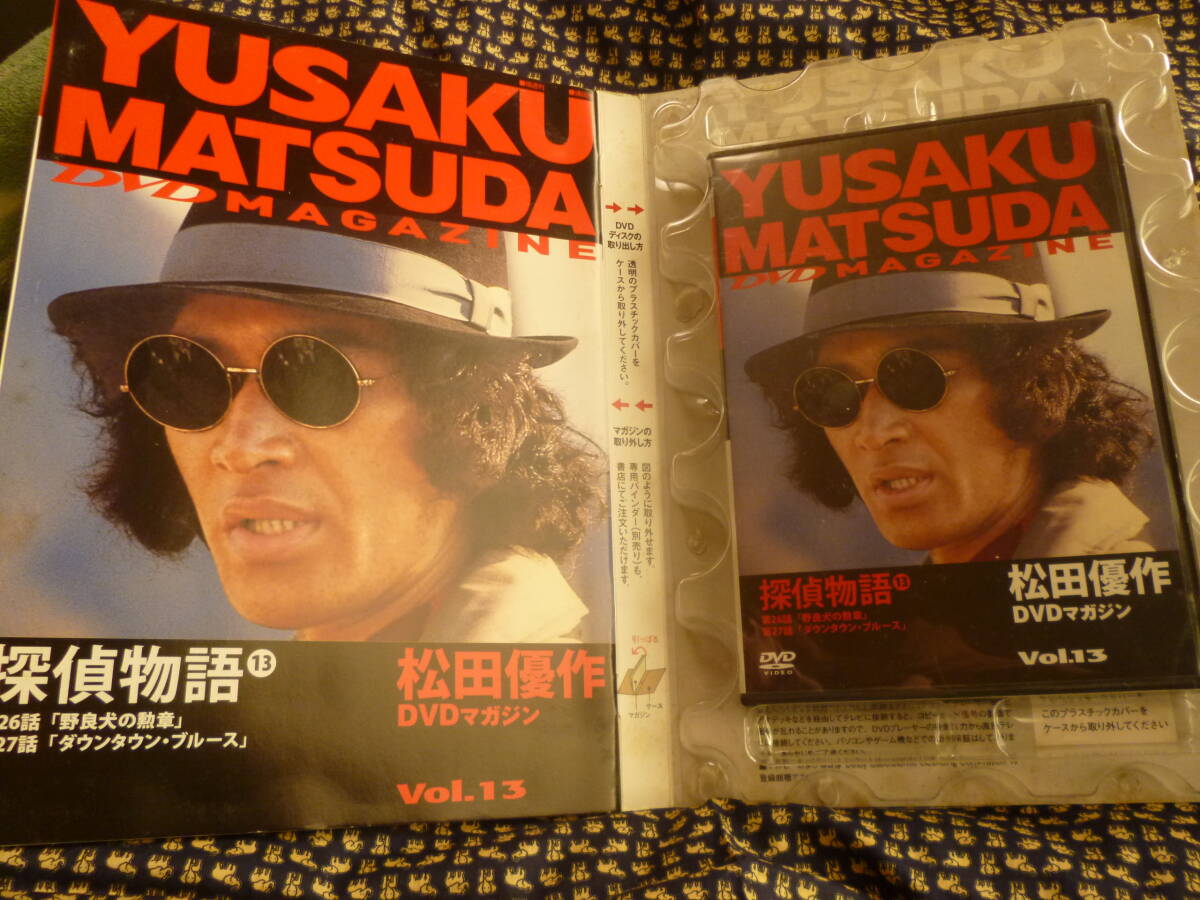 YUSAKU
MATSUDA
DVD MAGAZINE
探偵物語⑬
26話「野良犬の勲章」
27話「ダウンタウン・ブルース」
松田優作
DVDマガジン
Vol.13
DVD
ディスクの
取り出し方
透明のプラスチックカバーを
ケースから取り外してください。
マガジンの
取り外し方
図のように取り外せます。
専用バインダー(別売り)も、
書店にてご注文いただけます。
引っぱる
ケース
マガジン
YUSAKU
MATSUDA
YUSAKU
MATSUDA
DVD MAGAZINE
探偵物語⑬
第26話「野良犬の勲章」
第27話「ダウンタウン・ブルース」
DVD
VIDEO
松田優作
DVDマガジン
Vol.13
このプラスチックカバーを
ケースから取り外してください